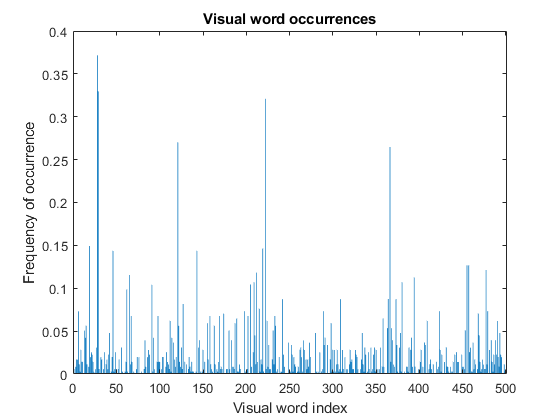 Visual word occurrences
0.4
0.35
0.3
0.25
0.2
0.15
0.1
0.05
0
Frequency of occurrence
0 50 100 150 200 250 300 350 400 450 500
Visual word index